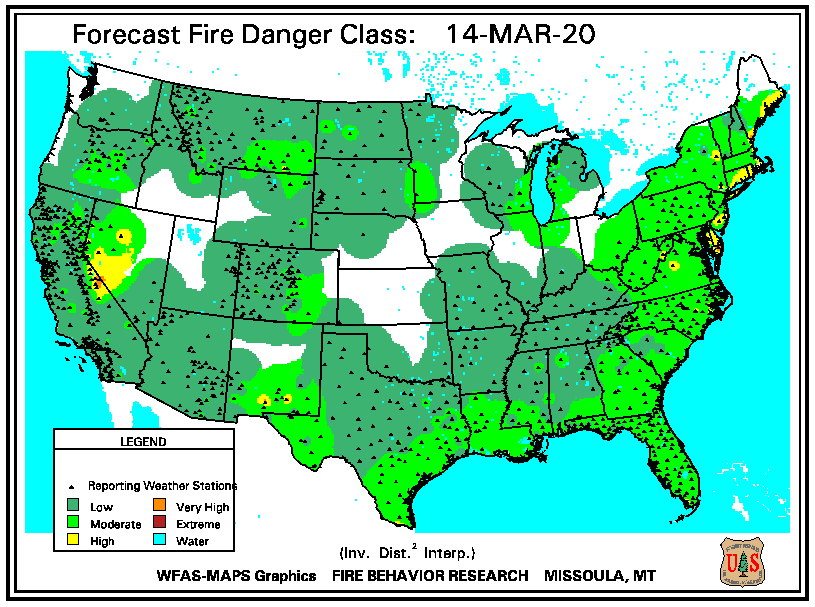 Forecast Fire Danger Class: 14-MAR-20
LEGEND
Reporting Weather Stations
Low
Very High
Moderate
Extreme
High
Water
(Inv. Dist.² Interp.)
WFAS-MAPS Graphics FIRE BEHAVIOR RESEARCH MISSOULA, MT
U S